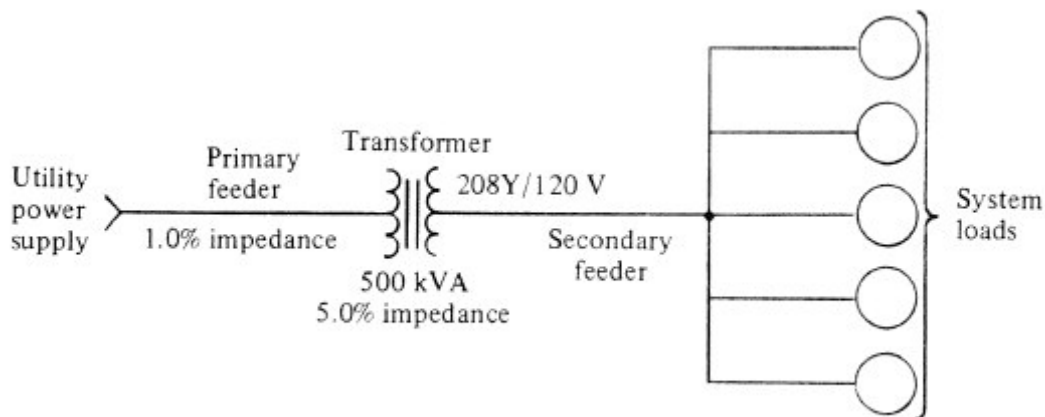 Utility
power
supply
Primary
feeder
1.0% impedance
Transformer
500 kVA
5.0% impedance
208Y/120 V
Secondary
feeder
System
loads